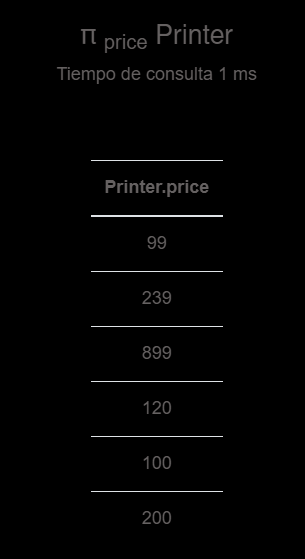 π price Printer
Tiempo de consulta 1 ms
Printer.price
99
239
899
120
100
200